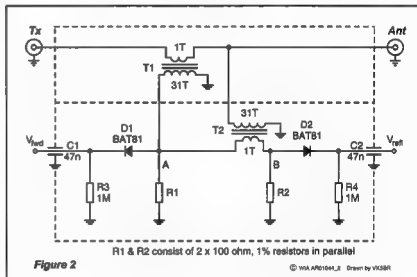 Tx
Ant
1T
T1
31T
31T
D1
BAT81
T2
D2
BAT81
1T
Vfwd
C1
47n
A
B
C2
47n
Vrefl
R3
1M
R1
R2
R4
1M
R1 & R2 consist of 2 x 100 ohm, 1% resistors in parallel
Figure 2
© WIA AR01044_2 Drawn by VK5BR